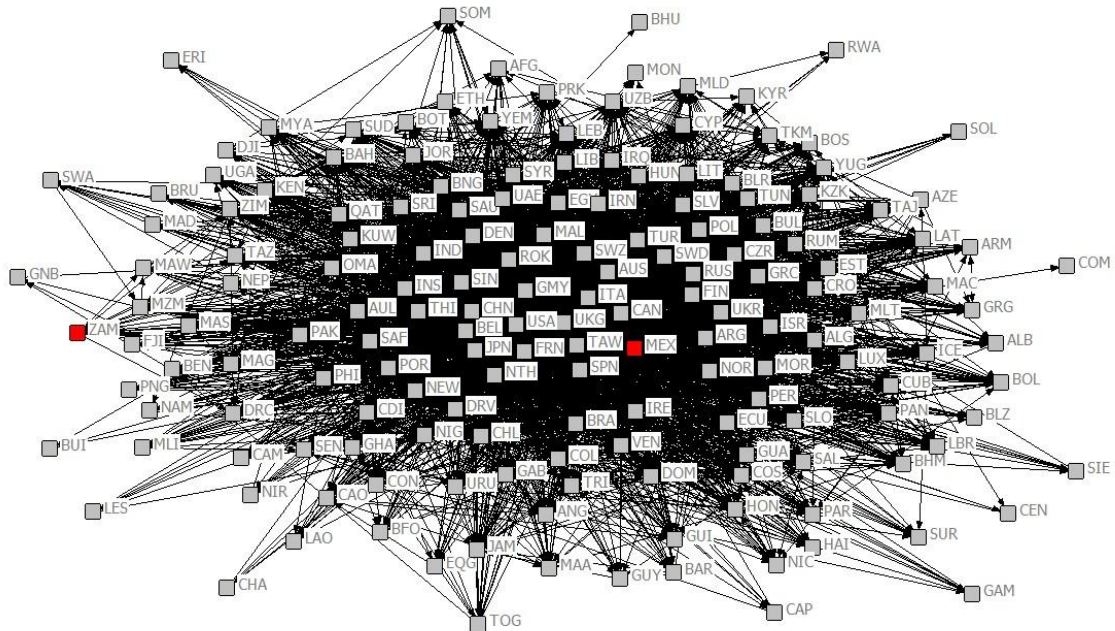 SOM
BHU
RWA
ERI
AFG
MON
PRK
MLD
KYR
ETH
UZB
MYA
SUD
BOT
YEM
LEB
CYP
TKM
BOS
SOL
DJI
BAH
JOR
LIB
IRQ
YUG
SWA
UGA
KEN
BNG
SYR
HUN
LIT
BLR
BRU
ZIM
QAT
SRI
SAU
UAE
EGY
IRN
SLV
TUN
KZK
TAJ
AZE
MAD
KUW
DEN
MAL
TUR
POL
BUL
RUM
LAT
ARM
TAZ
IND
ROK
SWZ
SWD
CZR
GNB
MAW
OMA
AUS
RUS
GRC
EST
COM
NEP
INS
SIN
GMY
ITA
FIN
CRO
MAC
MZM
AUL
THI
CHN
CAN
UKR
MLT
GRG
ZAM
MAS
PAK
SAF
BEL
USA
UKG
ISR
ALG
FJI
JPN
FRN
TAW
MEX
ARG
ICE
ALB
BEN
MAG
PHI
POR
NTH
SPN
NOR
MOR
LUX
PNG
NEW
CUB
BOL
NAM
DRC
CDI
DRV
IRE
PER
PAN
BLZ
BUI
MLI
SEN
GHA
NIG
CHL
BRA
VEN
ECU
SLO
LBR
CAM
COL
GUA
SAL
BHM
SIE
NIR
CAO
CON
URU
GAB
TRI
DOM
COS
LES
ANG
HON
PAR
CEN
LAO
BFO
JAM
GUI
HAI
SUR
CHA
EQG
MAA
GUY
BAR
NIC
GAM
TOG
CAP